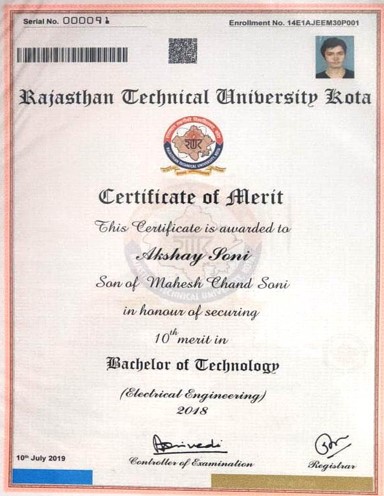 Serial No. 000091
Enrollment No. 14E1AJEEM30P001
Rajasthan Technical University Kota
Certificate of Merit
This Certificate is awarded to
Akshay Soni
Son of Mahesh Chand Soni
in honour of securing
10th merit in
Bachelor of Technology
(Electrical Engineering)
2018
10th July 2019
Controller of Examination
Registrar